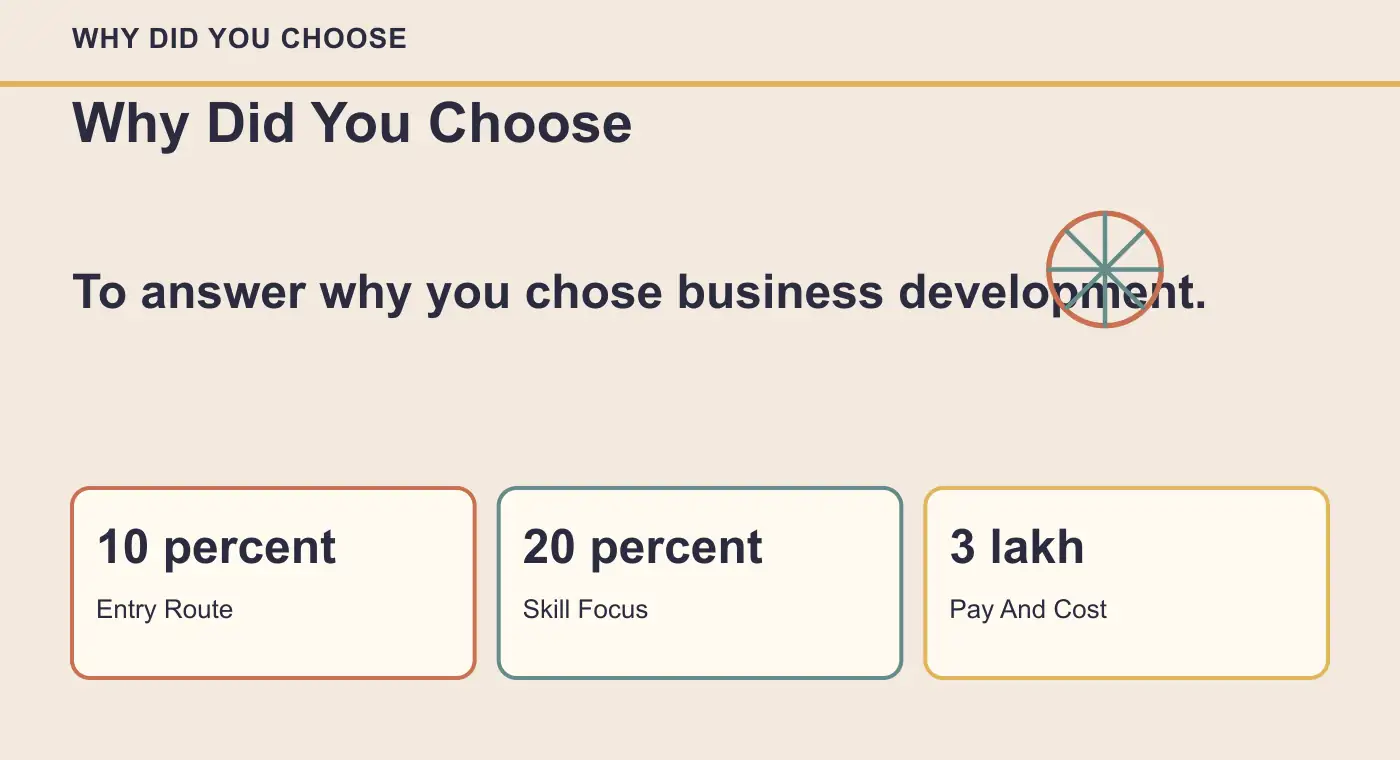 WHY DID YOU CHOOSE
Why Did You Choose
To answer why you chose business development.
10 percent
Entry Route
20 percent
Skill Focus
3 lakh
Pay And Cost